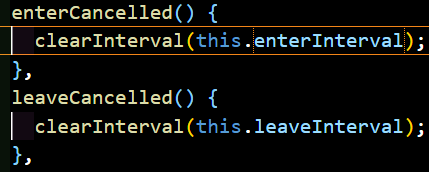 enterCancelled() {
clearInterval(this.enterInterval);
},
leaveCancelled() {
clearInterval(this.leaveInterval);
},